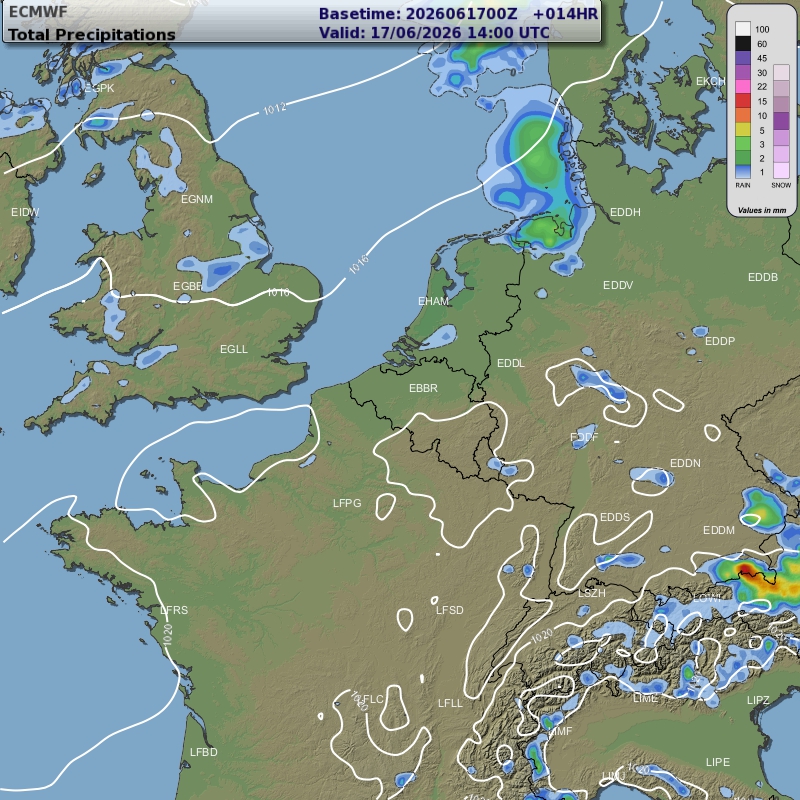 ECMWF
Basetime: 2026061700Z +014HR
Total Precipitations
Valid: 17/06/2026 14:00 UTC
100
60
45
30
22
15
10
5
3
2
1
RAIN
SNOW
Values in mm
EGPK
EKCH
1012
EGNM
EIDW
EDDH
1016
EDDB
EGBB
1016
EDDV
EHAM
EDDP
EGLL
EDDL
EBBR
EDDF
EDDN
LFPG
EDDS
EDDM
LSZH
LFRS
LFSD
1020
1020
LFLC
1020
LFLL
LIML
LIPZ
LIMF
LFBD
LIPE
1020